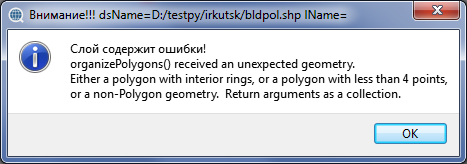 Внимание!!! dsName=D:/testpy/irkutsk/bldpol.shp lName=
Слой содержит ошибки!
organizePolygons() received an unexpected geometry.
Either a polygon with interior rings, or a polygon with less than 4 points,
or a non-Polygon geometry.  Return arguments as a collection.
OK